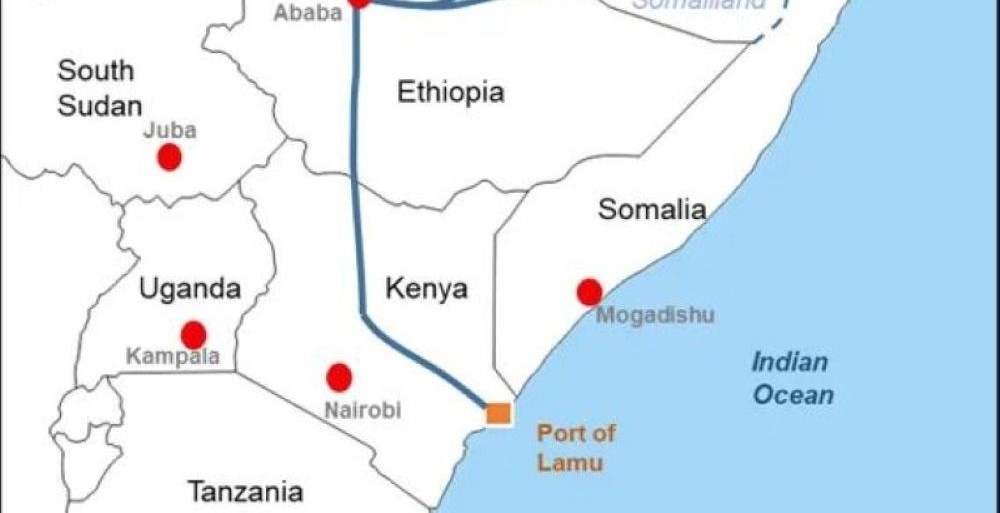 Somaliland
Ababa
South
Sudan
Ethiopia
Juba
Somalia
Uganda
Kenya
Mogadishu
Kampala
Indian
Ocean
Nairobi
Port of
Lamu
Tanzania